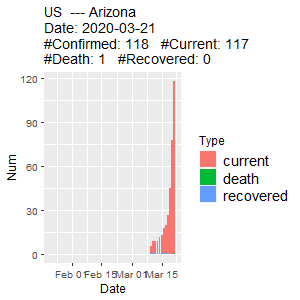 US  --- Arizona
Date: 2020-03-21
#Confirmed: 118   #Current: 117
#Death: 1   #Recovered: 0
120
90
60
30
0
Num
Feb 01 Feb 15 Mar 01 Mar 15
Date
Type
current
death
recovered